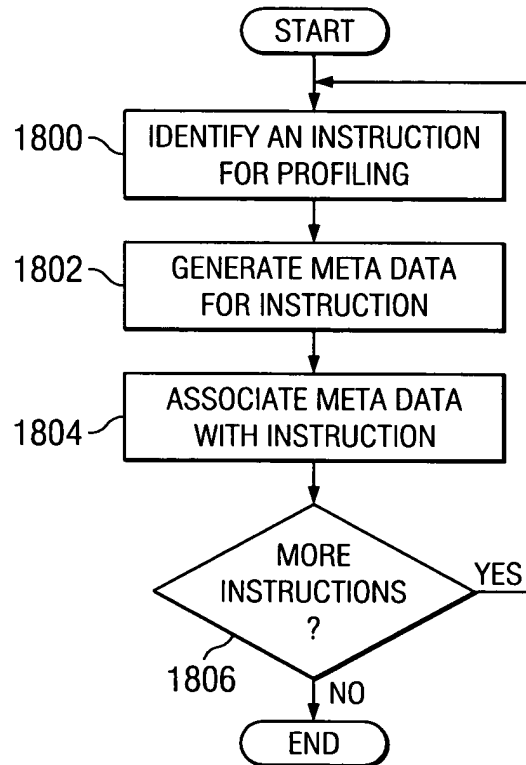 START
1800
IDENTIFY AN INSTRUCTION
FOR PROFILING
1802
GENERATE META DATA
FOR INSTRUCTION
1804
ASSOCIATE META DATA
WITH INSTRUCTION
MORE
INSTRUCTIONS
?
YES
1806
NO
END